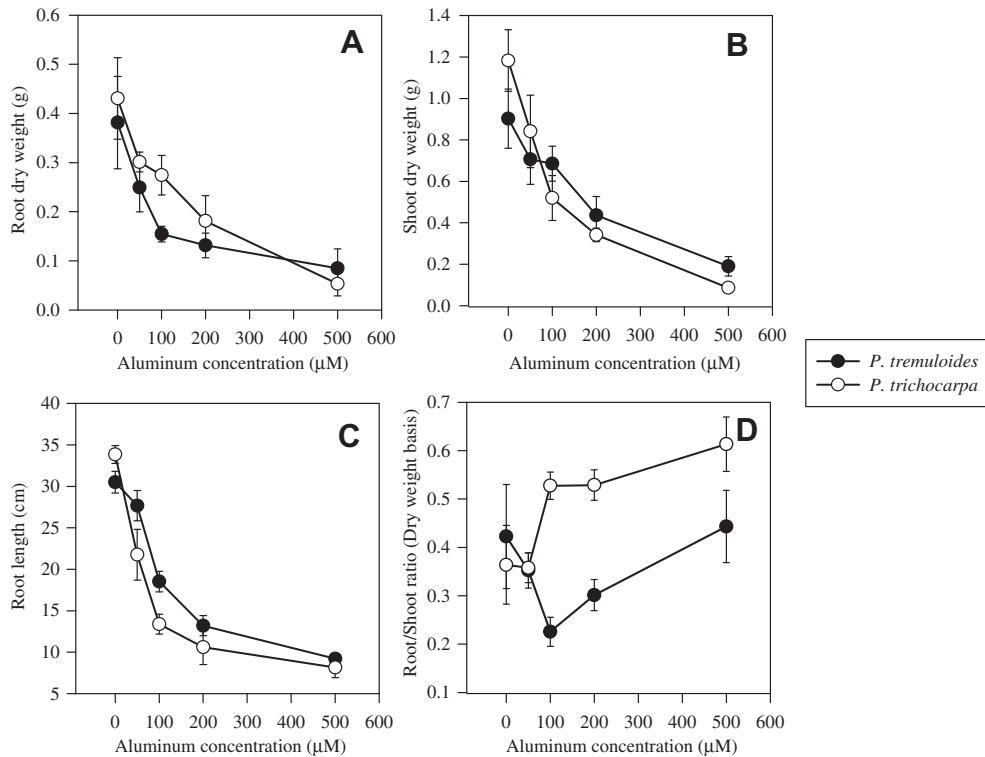 A
Root dry weight (g)
0.6
0.5
0.4
0.3
0.2
0.1
0.0
0 100 200 300 400 500 600
Aluminum concentration (µM)
B
Shoot dry weight (g)
1.4
1.2
1.0
0.8
0.6
0.4
0.2
0.0
0 100 200 300 400 500 600
Aluminum concentration (µM)
P. tremuloides
P. trichocarpa
C
Root length (cm)
40
35
30
25
20
15
10
5
0 100 200 300 400 500 600
Aluminum concentration (µM)
D
Root/Shoot ratio (Dry weight basis)
0.7
0.6
0.5
0.4
0.3
0.2
0.1
0 100 200 300 400 500 600
Aluminum concentration (µM)